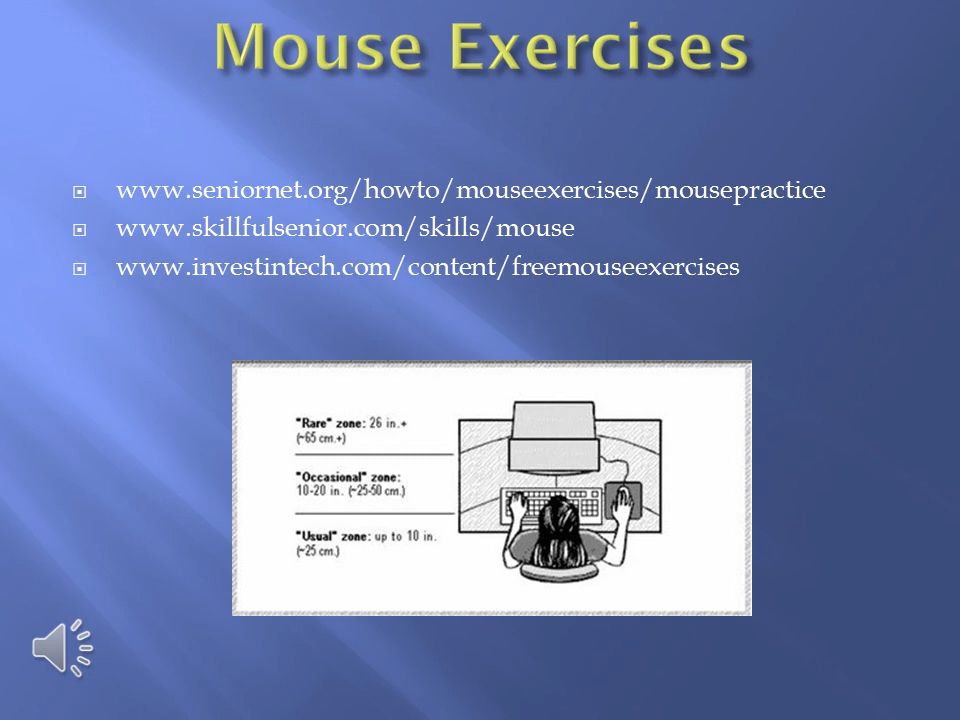 Mouse Exercises
www.seniornet.org/howto/mouseexercises/mousepractice
www.skillfulsenior.com/skills/mouse
www.investintech.com/content/freemouseexercises
"Rare" zone: 26 in.+
(~65 cm.+)
"Occasional" zone:
10-20 in. (~25-50 cm.)
"Usual" zone: up to 10 in.
(~25 cm.)